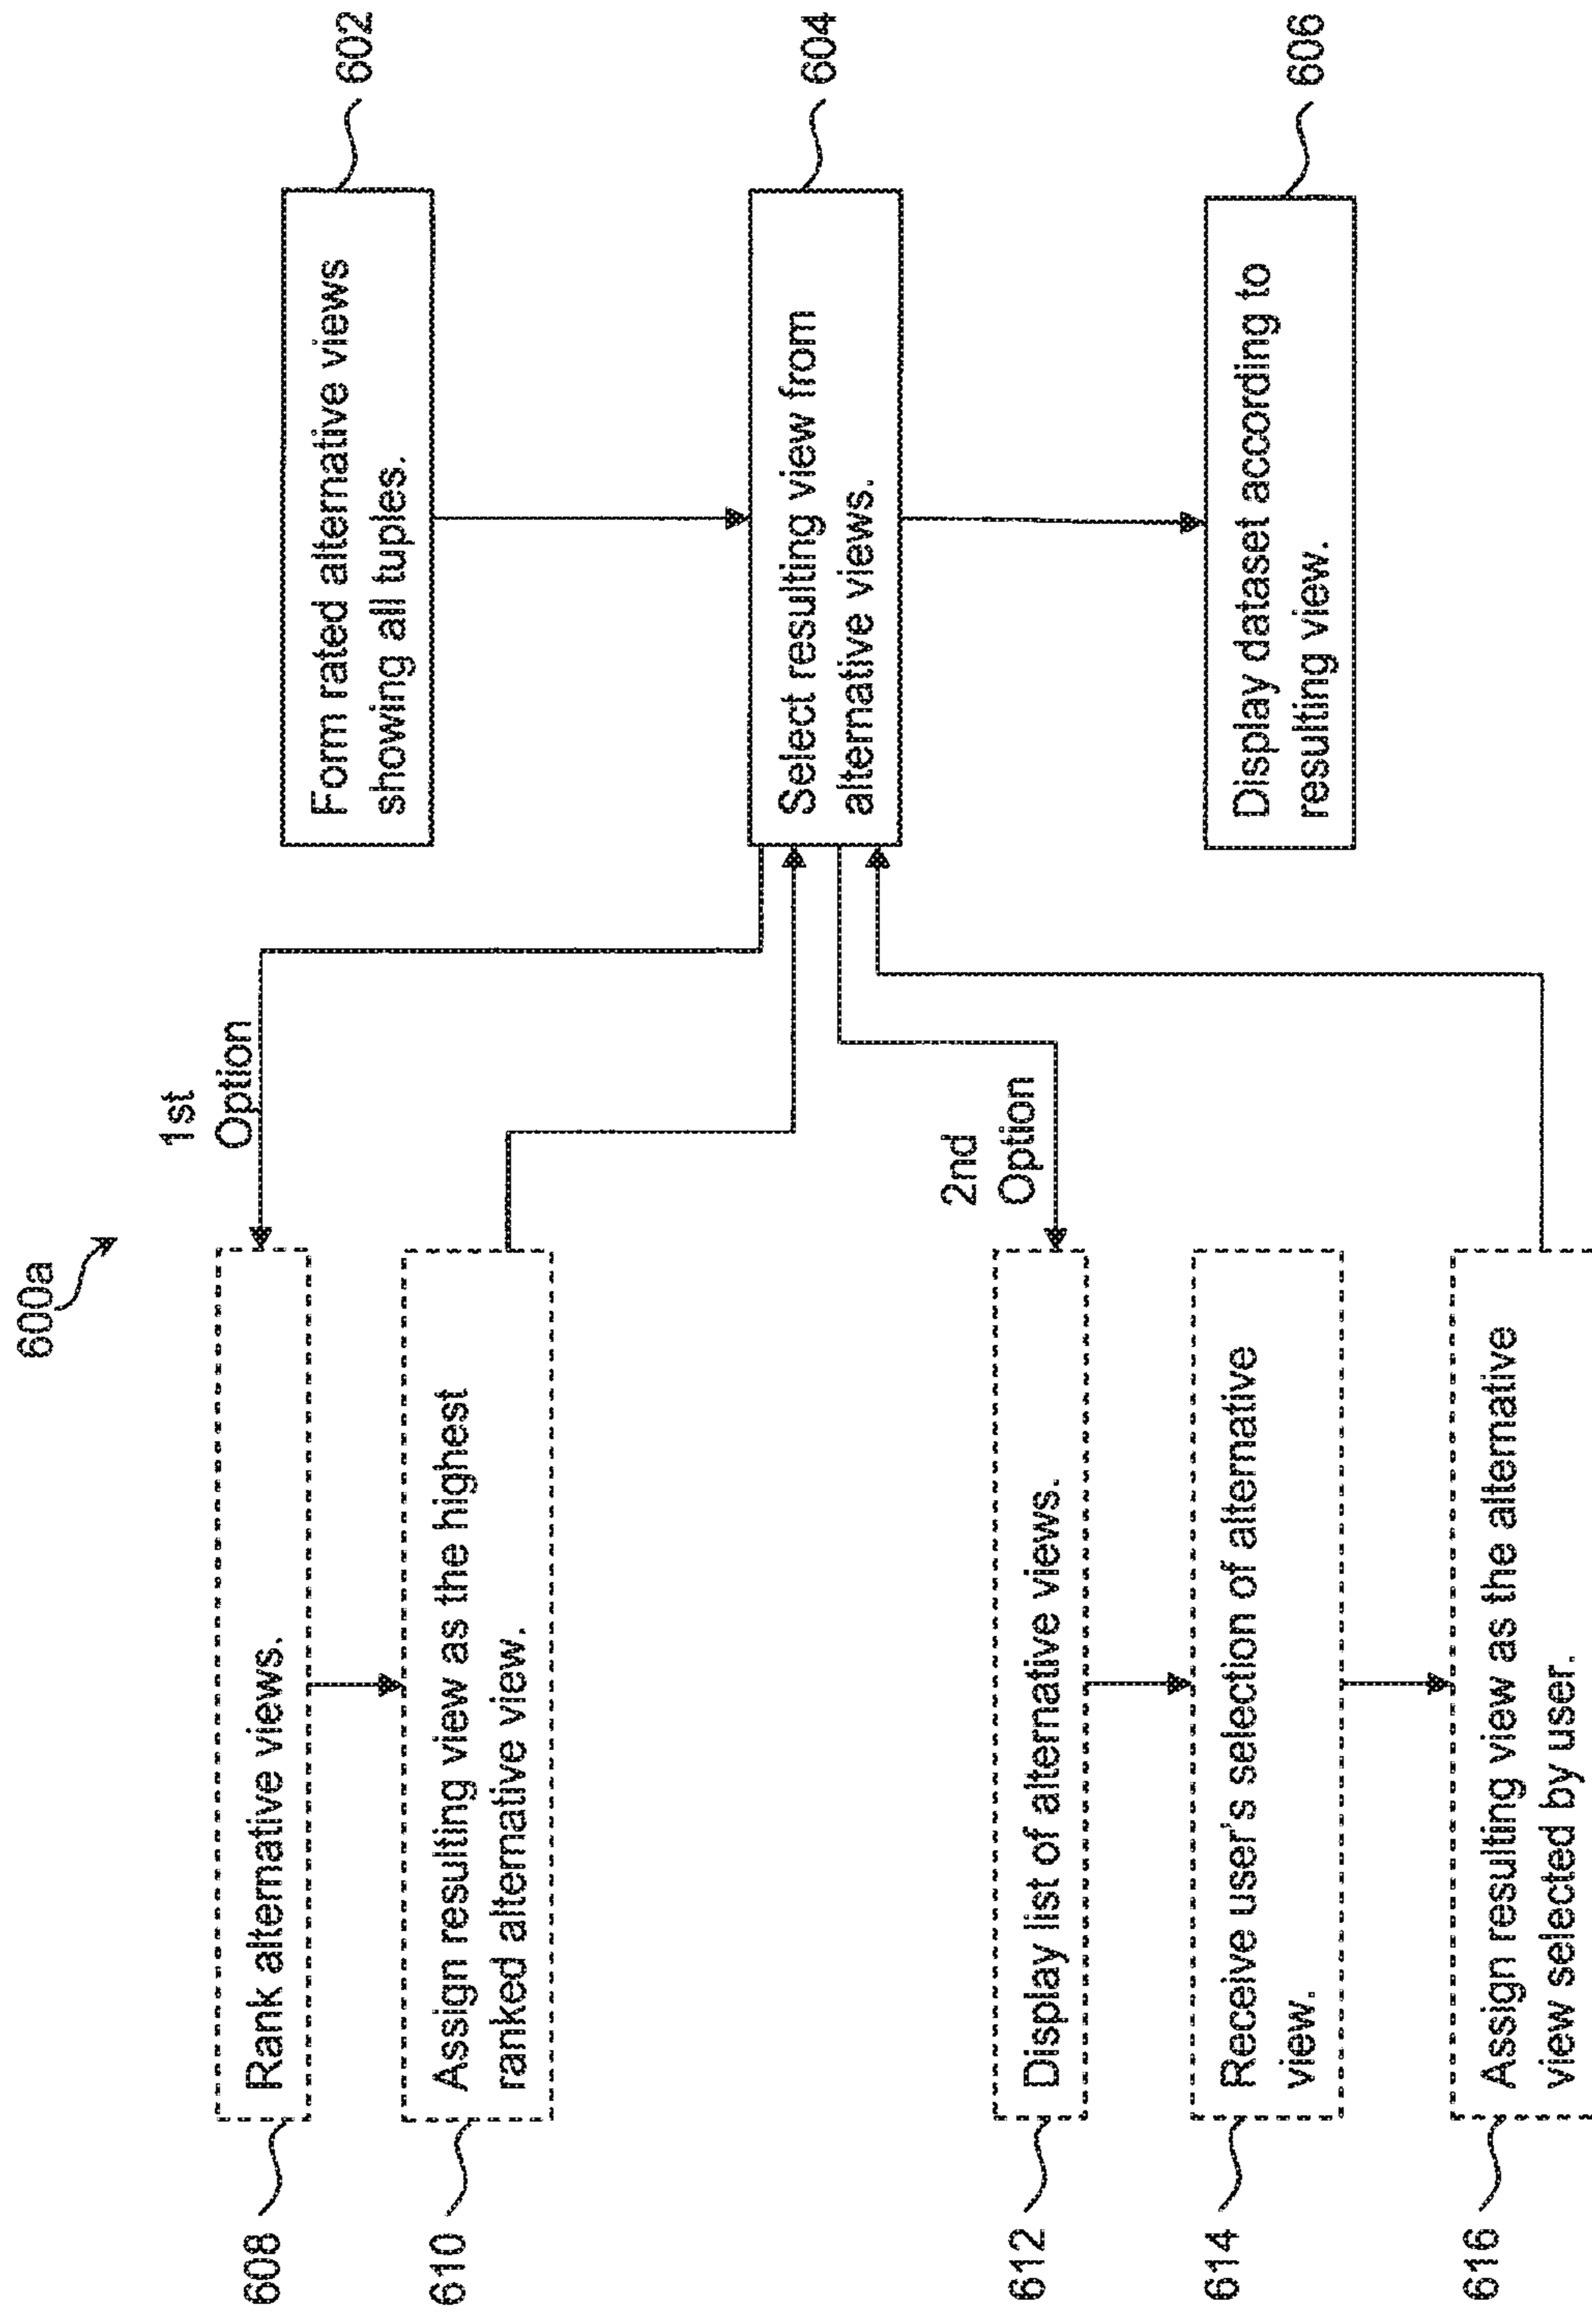 600a
608
Rank alternative views.
610
Assign resulting view as the highest
ranked alternative view.
1st
Option
Form rated alternative views
showing all tuples.
602
Select resulting view from
alternative views.
604
2nd
Option
612
Display list of alternative views.
614
Receive user's selection of alternative
view.
616
Assign resulting view as the alternative
view selected by user.
Display dataset according to
resulting view.
606